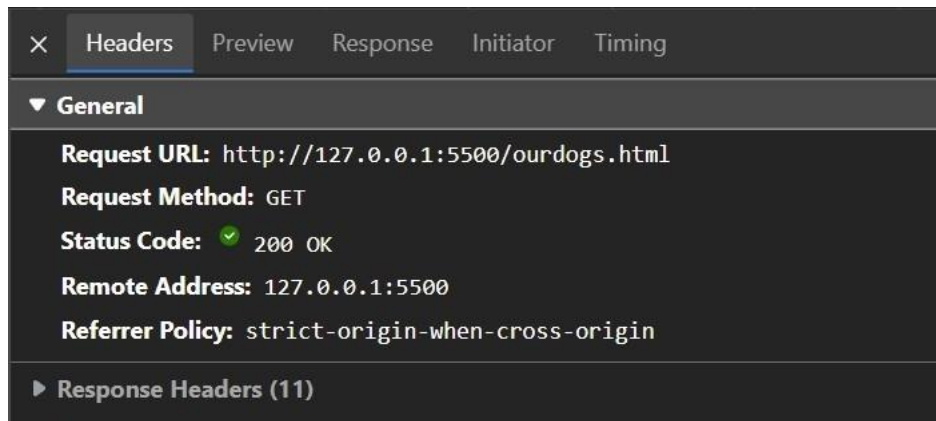 Headers Preview Response Initiator Timing
General
Request URL: http://127.0.0.1:5500/ourdogs.html
Request Method: GET
Status Code: 200 OK
Remote Address: 127.0.0.1:5500
Referrer Policy: strict-origin-when-cross-origin
Response Headers (11)